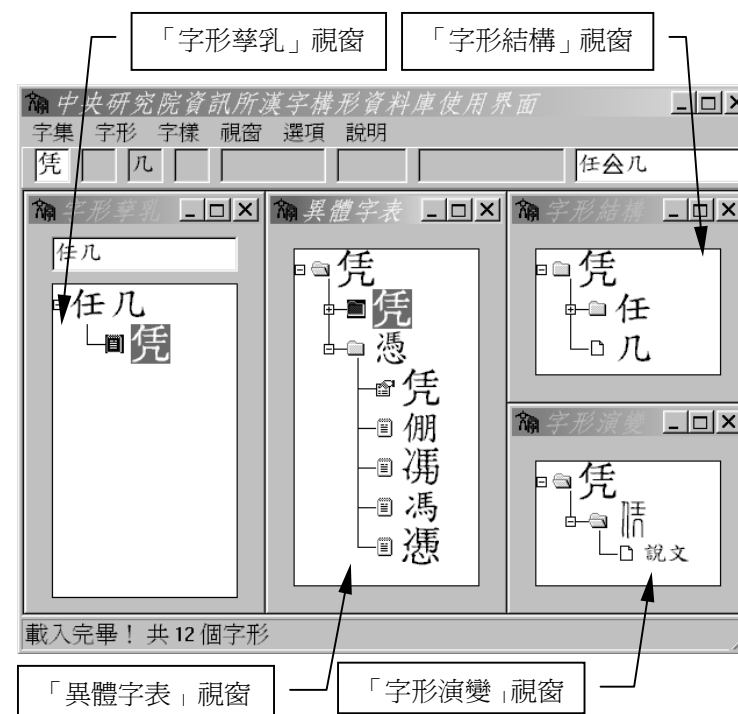 「字形孳乳」視窗
「字形結構」視窗
中央研究院資訊所漢字構形資料庫使用界面
字集 字形 字樣 視窗 選項 說明
凭 几 任 几
字形孳乳
任几
任 几
凭
異體字表
凭
凭
憑
凭
倗
馮
憑
字形結構
凭
任
几
字形演變
凭
說文
載入完畢！共 12 個字形
「異體字表」視窗
「字形演變」視窗